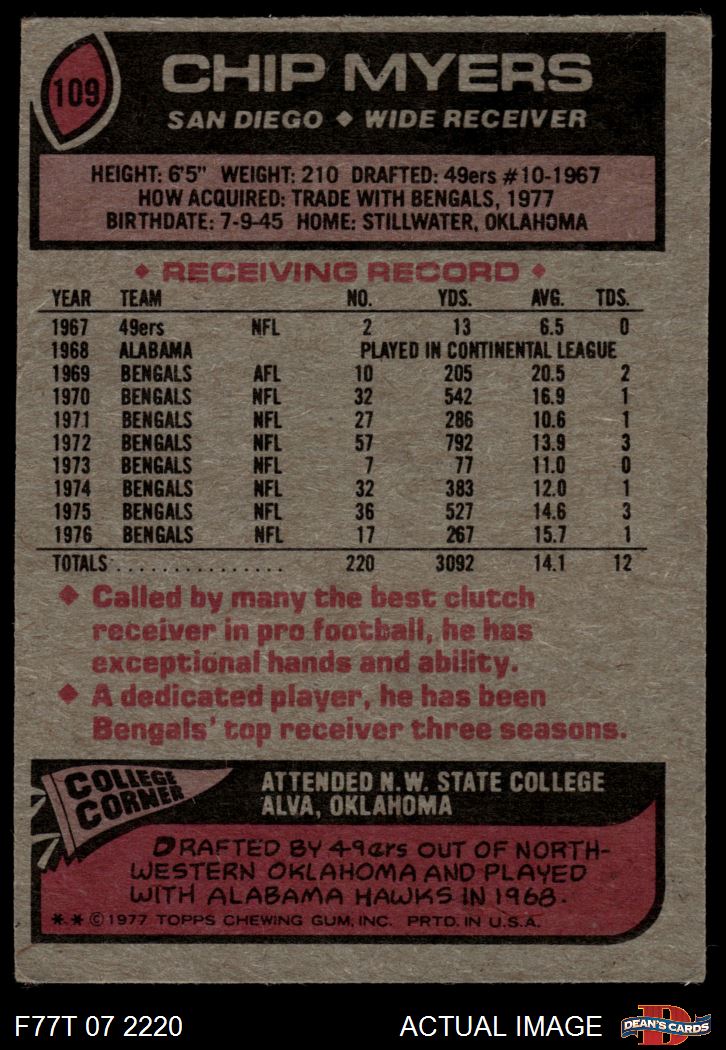 109
CHIP MYERS
SAN DIEGO ♦ WIDE RECEIVER
HEIGHT: 6'5" WEIGHT: 210 DRAFTED: 49ers #10-1967
HOW ACQUIRED: TRADE WITH BENGALS, 1977
BIRTHDATE: 7-9-45 HOME: STILLWATER, OKLAHOMA
♦ RECEIVING RECORD ♦
YEAR TEAM NO. YDS. AVG. TDS.
1967 49ers NFL 2 13 6.5 0
1968 ALABAMA PLAYED IN CONTINENTAL LEAGUE
1969 BENGALS AFL 10 205 20.5 2
1970 BENGALS NFL 32 542 16.9 1
1971 BENGALS NFL 27 286 10.6 1
1972 BENGALS NFL 57 792 13.9 3
1973 BENGALS NFL 7 77 11.0 0
1974 BENGALS NFL 32 383 12.0 1
1975 BENGALS NFL 36 527 14.6 3
1976 BENGALS NFL 17 267 15.7 1
TOTALS . . . . . . . . . . . . . . . 220 3092 14.1 12
♦ Called by many the best clutch
receiver in pro football, he has
exceptional hands and ability.
♦ A dedicated player, he has been
Bengals' top receiver three seasons.
COLLEGE
CORNER
ATTENDED N.W. STATE COLLEGE
ALVA, OKLAHOMA
DRAFTED BY 49ers OUT OF NORTH-
WESTERN OKLAHOMA AND PLAYED
WITH ALABAMA HAWKS IN 1968.
*.* © 1977 TOPPS CHEWING GUM, INC. PRTD. IN U.S.A.
F77T 07 2220 ACTUAL IMAGE
DEAN'S CARDS